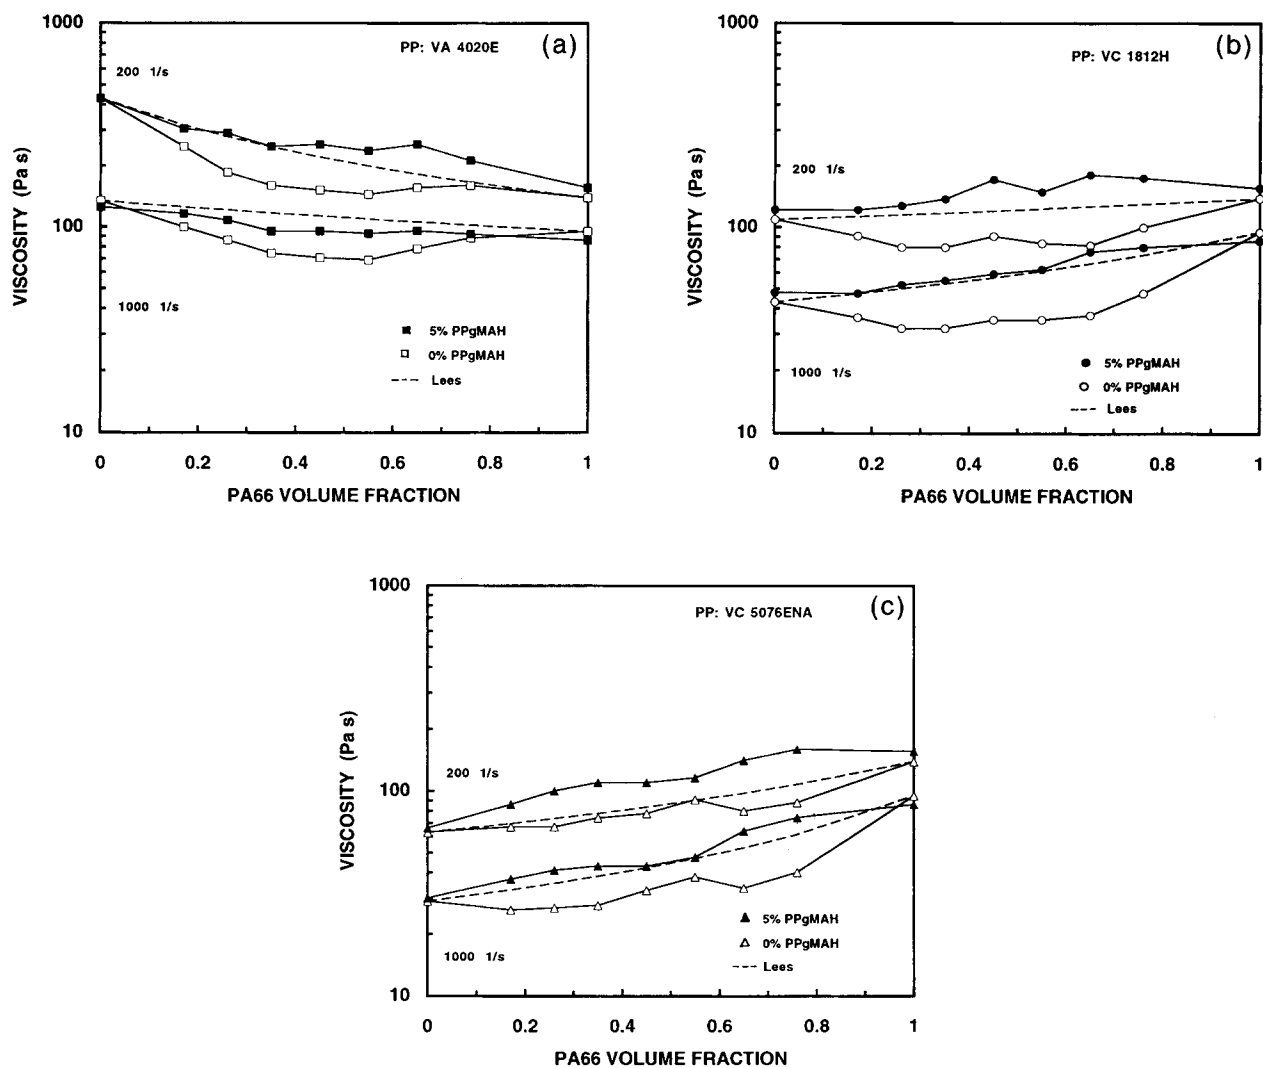 1000
PP: VA 4020E
(a)
200 1/s
VISCOSITY (Pa s)
100
1000 1/s
5% PPgMAH
0% PPgMAH
Lees
10
0 0.2 0.4 0.6 0.8 1
PA66 VOLUME FRACTION
1000
(b)
PP: VC 1812H
200 1/s
VISCOSITY (Pa s)
100
1000 1/s
5% PPgMAH
0% PPgMAH
Lees
10
0 0.2 0.4 0.6 0.8 1
PA66 VOLUME FRACTION
1000
PP: VC 5076ENA
(c)
200 1/s
VISCOSITY (Pa s)
100
5% PPgMAH
0% PPgMAH
1000 1/s
Lees
10
0 0.2 0.4 0.6 0.8 1
PA66 VOLUME FRACTION